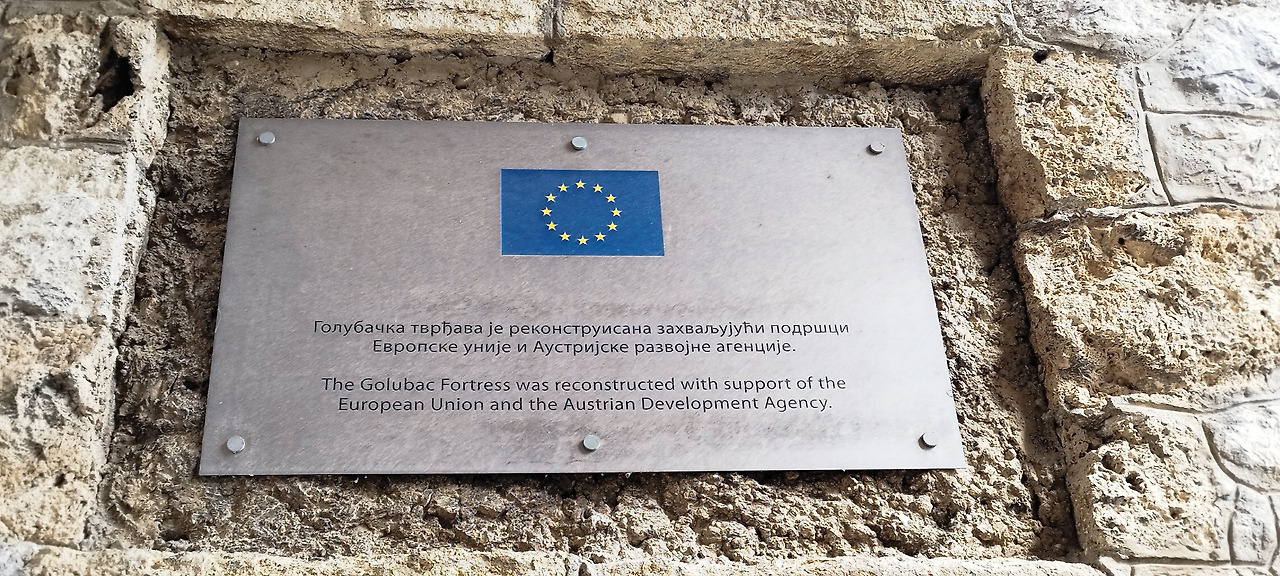 Голубачка тврђава је реконструисана захваљујући подршци
Европске уније и Аустријске развојне агенције.
The Golubac Fortress was reconstructed with support of the
European Union and the Austrian Development Agency.